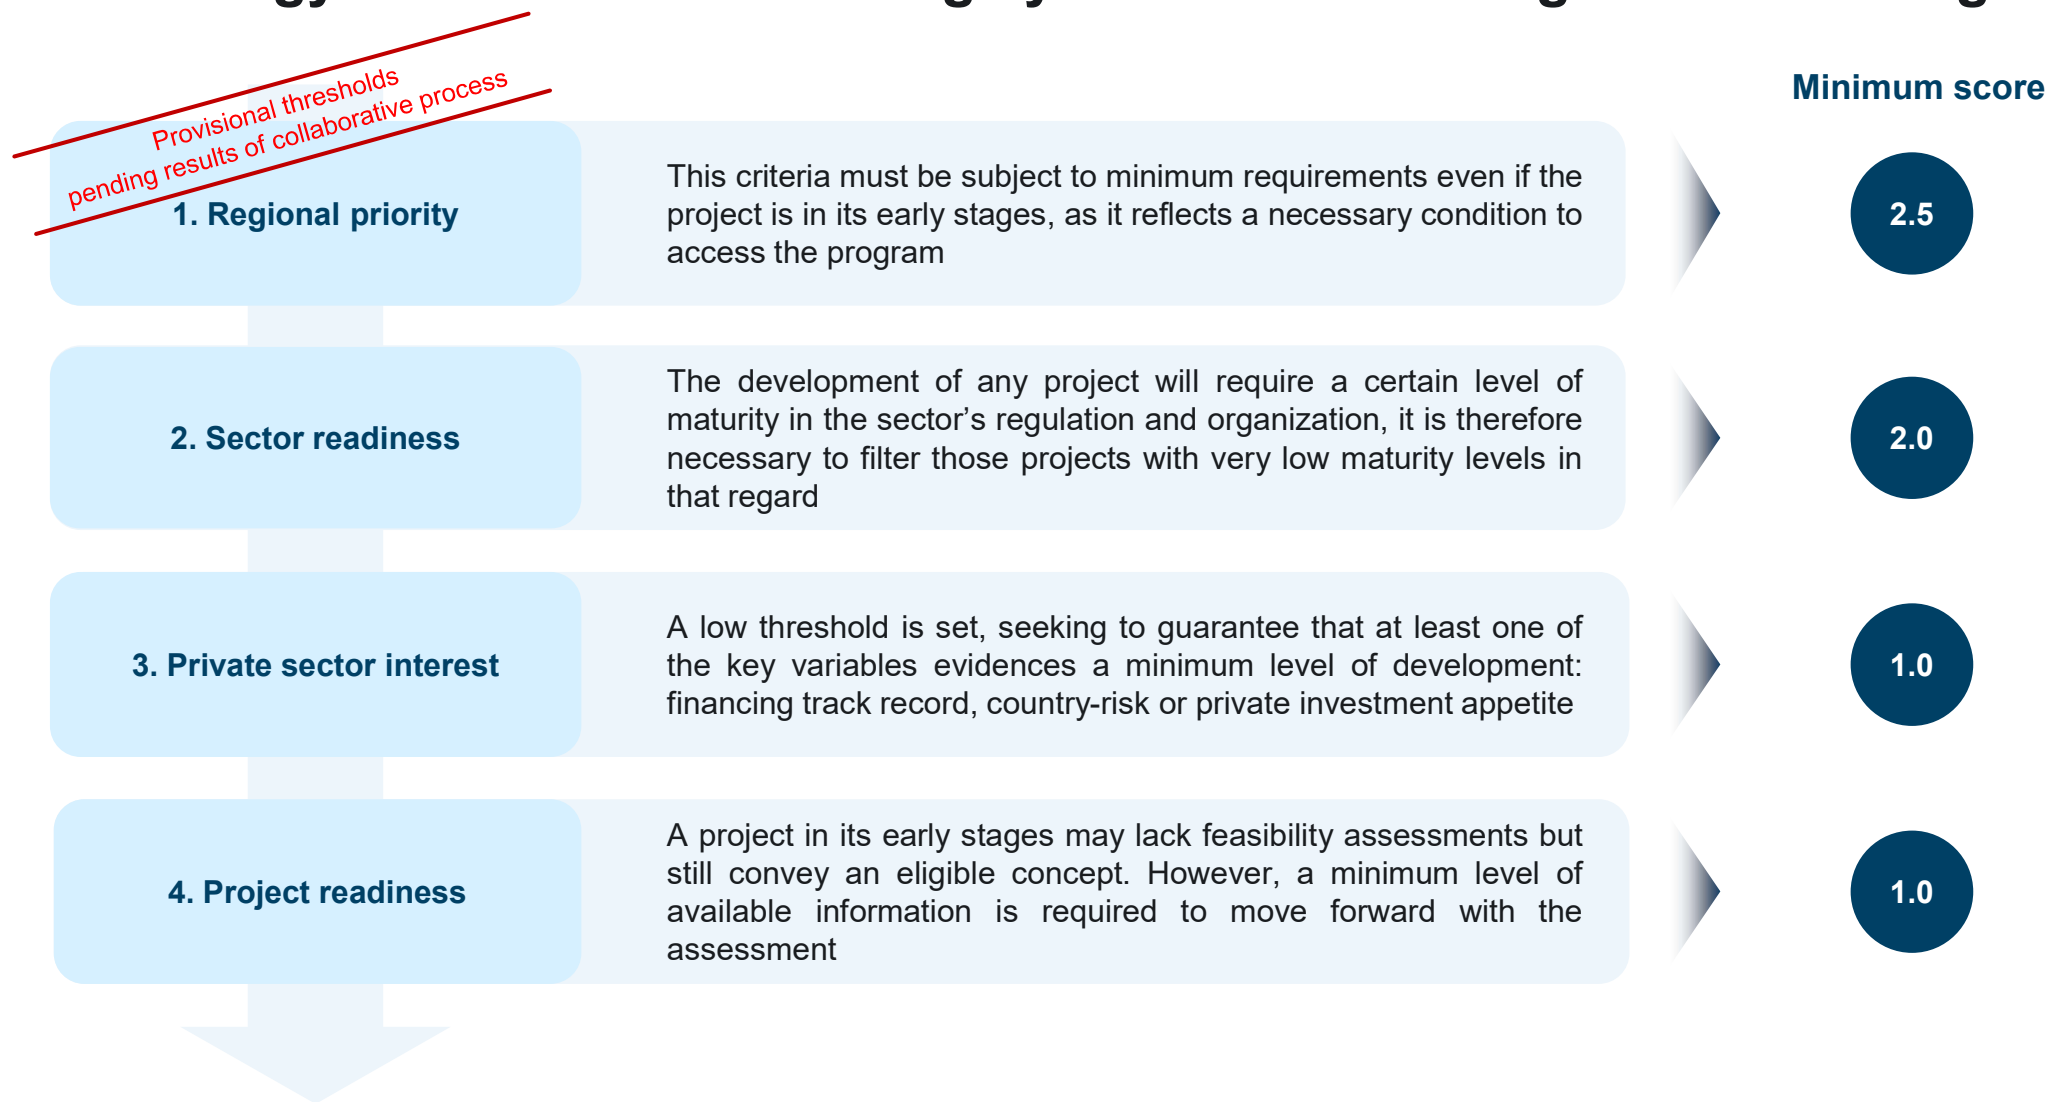 Provisional thresholds
pending results of collaborative process
Minimum score
1. Regional priority
This criteria must be subject to minimum requirements even if the
project is in its early stages, as it reflects a necessary condition to
access the program
2.5
2. Sector readiness
The development of any project will require a certain level of
maturity in the sector’s regulation and organization, it is therefore
necessary to filter those projects with very low maturity levels in
that regard
2.0
3. Private sector interest
A low threshold is set, seeking to guarantee that at least one of
the key variables evidences a minimum level of development:
financing track record, country-risk or private investment appetite
1.0
4. Project readiness
A project in its early stages may lack feasibility assessments but
still convey an eligible concept. However, a minimum level of
available information is required to move forward with the
assessment
1.0